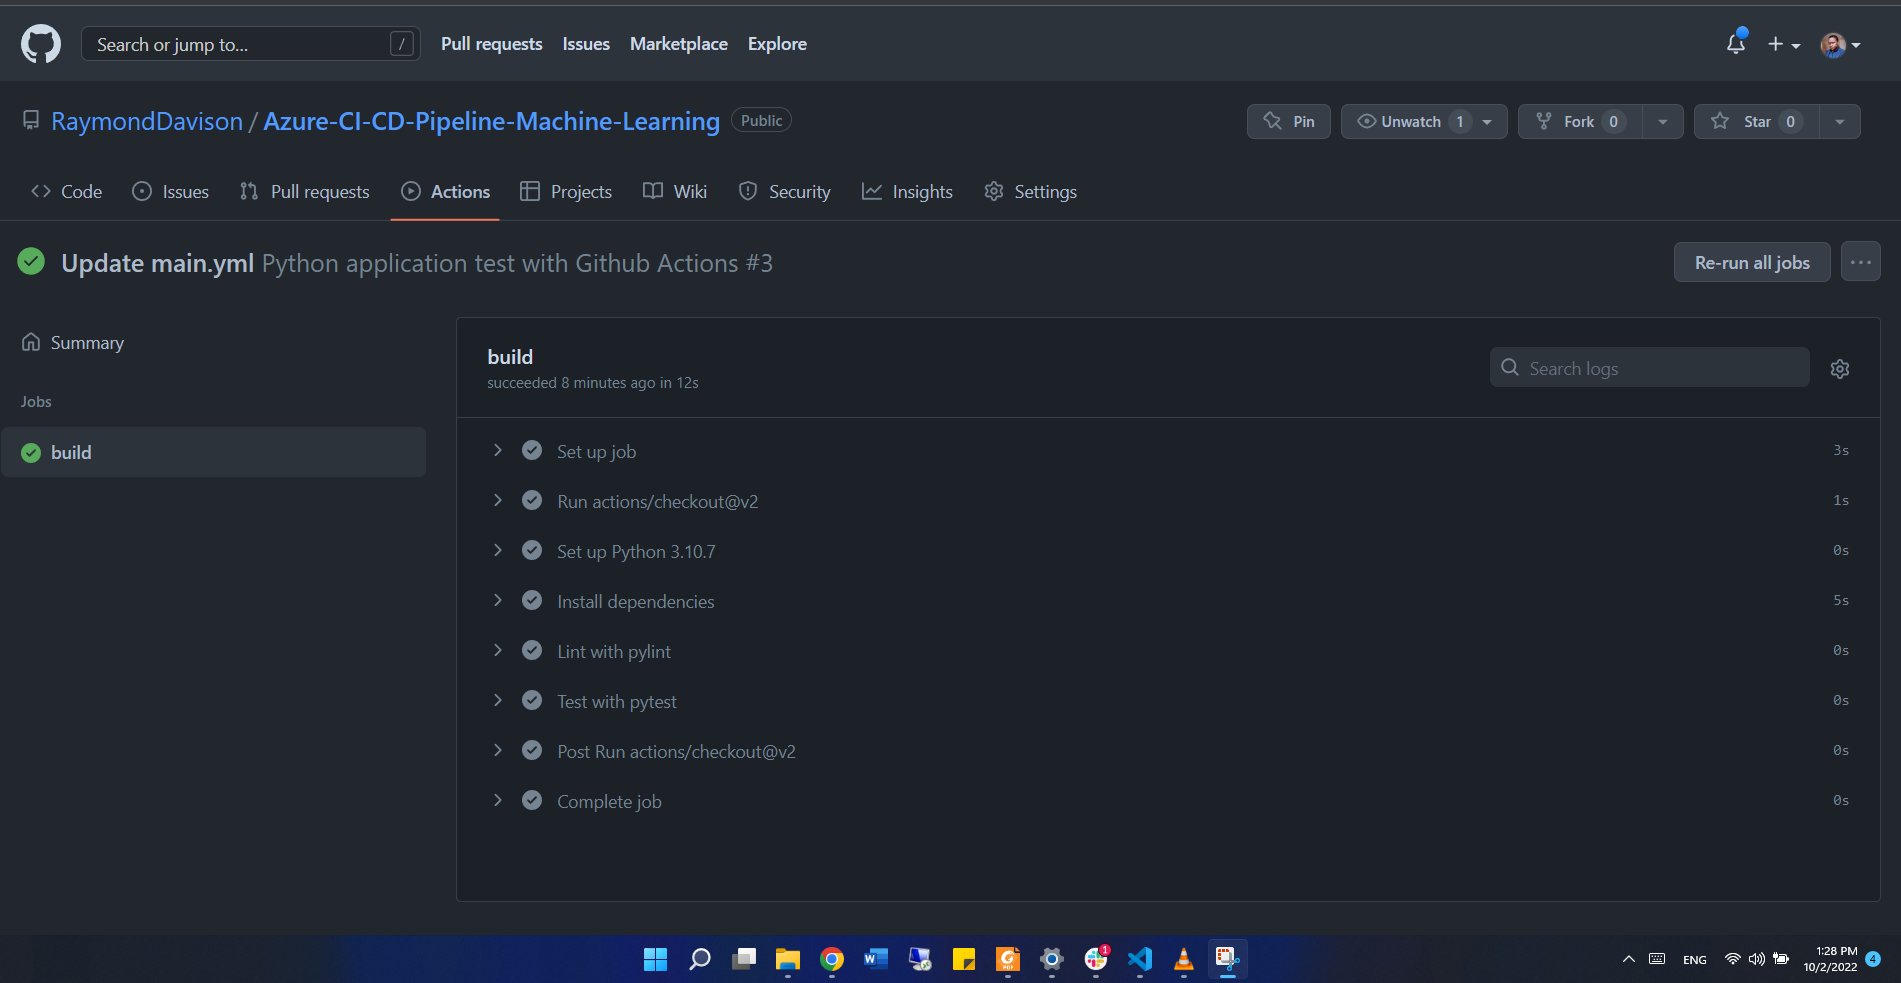 Search or jump to... /
Pull requests Issues Marketplace Explore
RaymondDavison / Azure-CI-CD-Pipeline-Machine-Learning Public
Pin Unwatch 1 Fork 0 Star 0
Code Issues Pull requests Actions Projects Wiki Security Insights Settings
Update main.yml Python application test with Github Actions #3
Re-run all jobs
Summary
Jobs
build
build
succeeded 8 minutes ago in 12s
Search logs
Set up job 3s
Run actions/checkout@v2 1s
Set up Python 3.10.7 0s
Install dependencies 5s
Lint with pylint 0s
Test with pytest 0s
Post Run actions/checkout@v2 0s
Complete job 0s
W
PDF
1
ENG
1:28 PM
10/2/2022
4